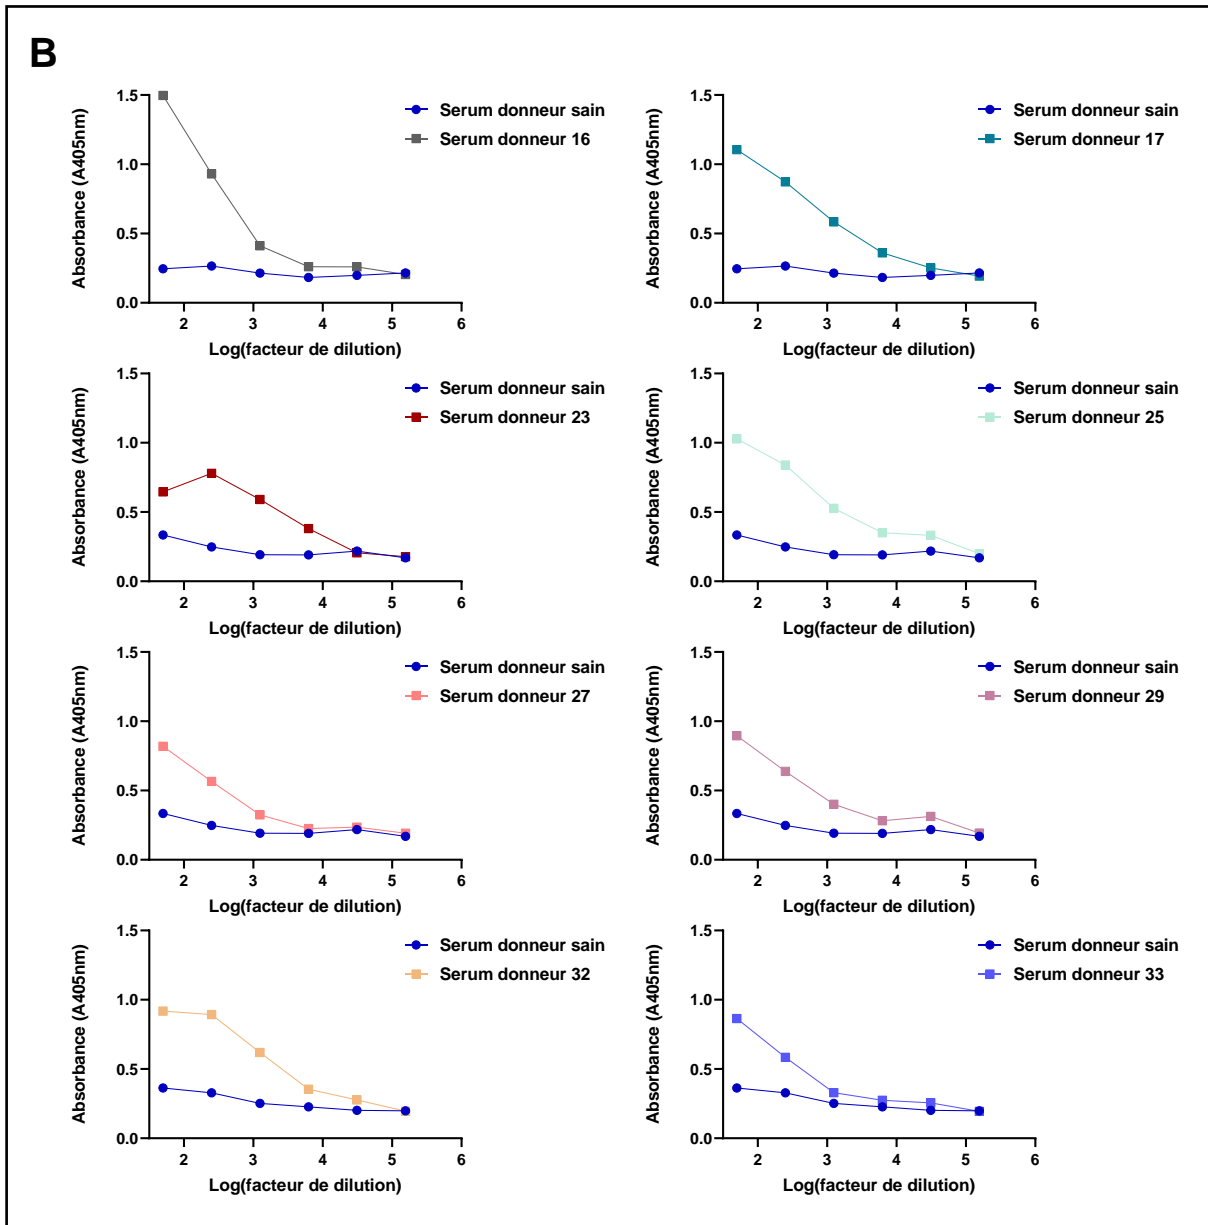 B
1.5
1.0
0.5
0.0
Absorbance (A405nm)
2 3 4 5 6
Log(facteur de dilution)
Serum donneur sain
Serum donneur 16
1.5
1.0
0.5
0.0
Absorbance (A405nm)
2 3 4 5 6
Log(facteur de dilution)
Serum donneur sain
Serum donneur 17
1.5
1.0
0.5
0.0
Absorbance (A405nm)
2 3 4 5 6
Log(facteur de dilution)
Serum donneur sain
Serum donneur 23
1.5
1.0
0.5
0.0
Absorbance (A405nm)
2 3 4 5 6
Log(facteur de dilution)
Serum donneur sain
Serum donneur 25
1.5
1.0
0.5
0.0
Absorbance (A405nm)
2 3 4 5 6
Log(facteur de dilution)
Serum donneur sain
Serum donneur 27
1.5
1.0
0.5
0.0
Absorbance (A405nm)
2 3 4 5 6
Log(facteur de dilution)
Serum donneur sain
Serum donneur 29
1.5
1.0
0.5
0.0
Absorbance (A405nm)
2 3 4 5 6
Log(facteur de dilution)
Serum donneur sain
Serum donneur 32
1.5
1.0
0.5
0.0
Absorbance (A405nm)
2 3 4 5 6
Log(facteur de dilution)
Serum donneur sain
Serum donneur 33